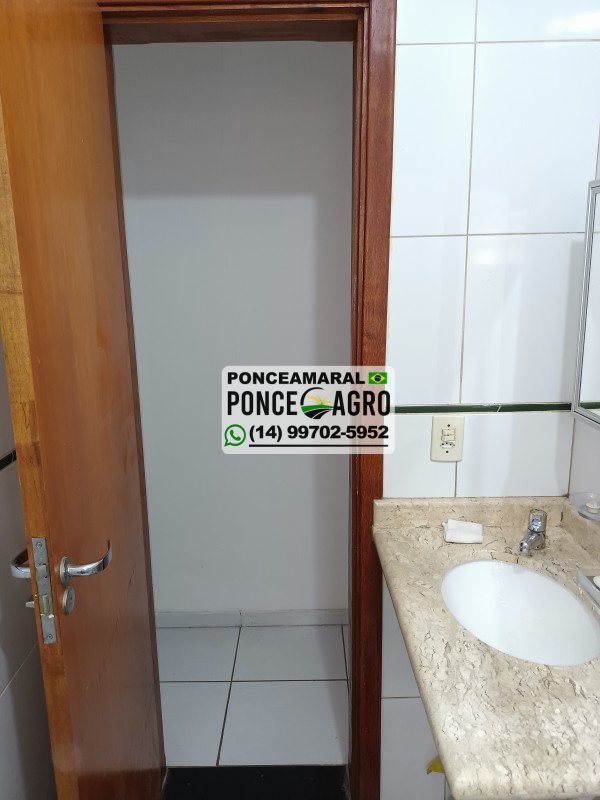 PONCEAMARAL
PONCE AGRO
(14) 99702-5952